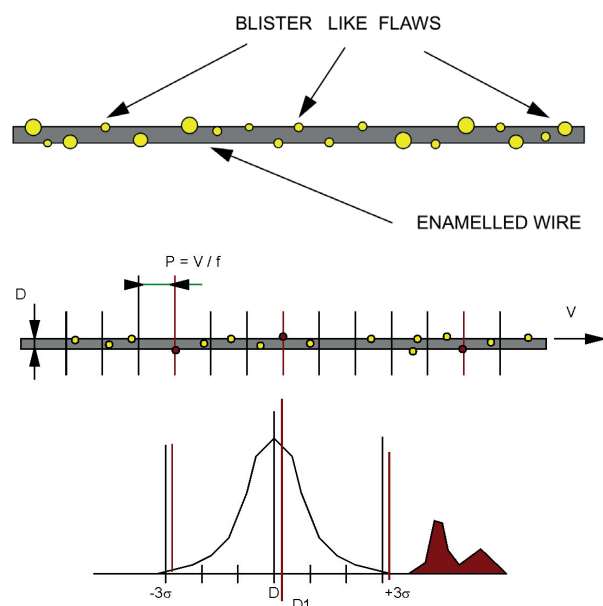 BLISTER LIKE FLAWS
ENAMELLED WIRE
P = V / f
D
V
-3σ D +3σ
D1